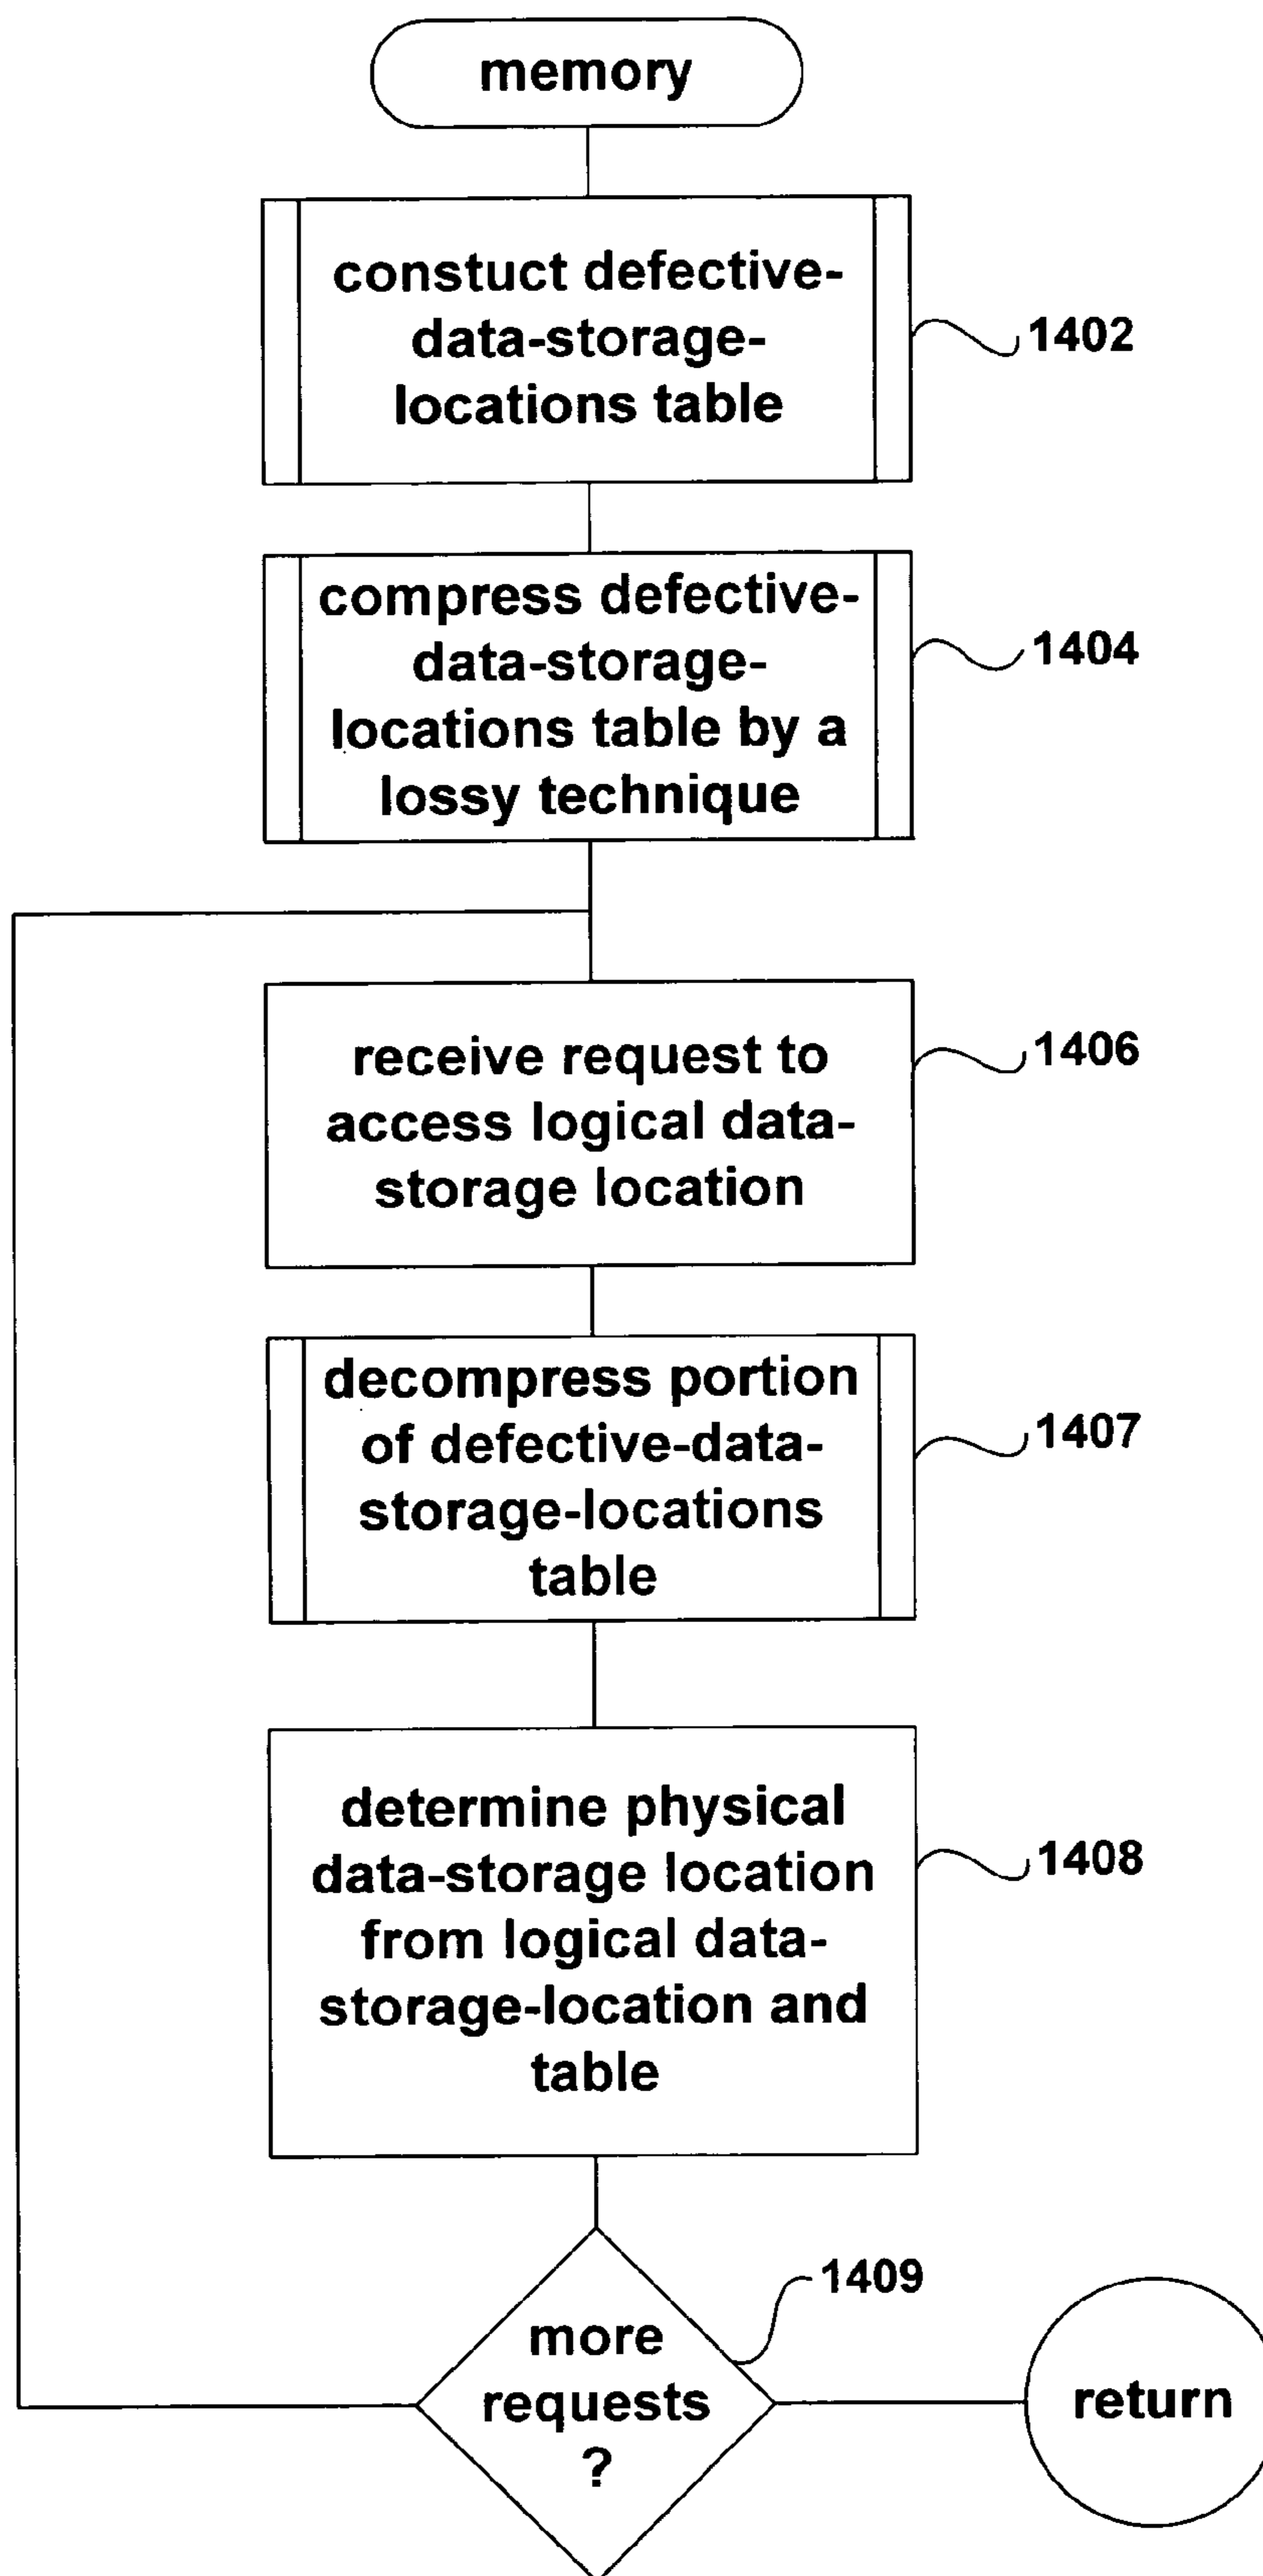 memory
constuct defective-
data-storage-
locations table
1402
compress defective-
data-storage-
locations table by a
lossy technique
1404
receive request to
access logical data-
storage location
1406
decompress portion
of defective-data-
storage-locations
table
1407
determine physical
data-storage location
from logical data-
storage-location and
table
1408
more
requests
?
1409
return